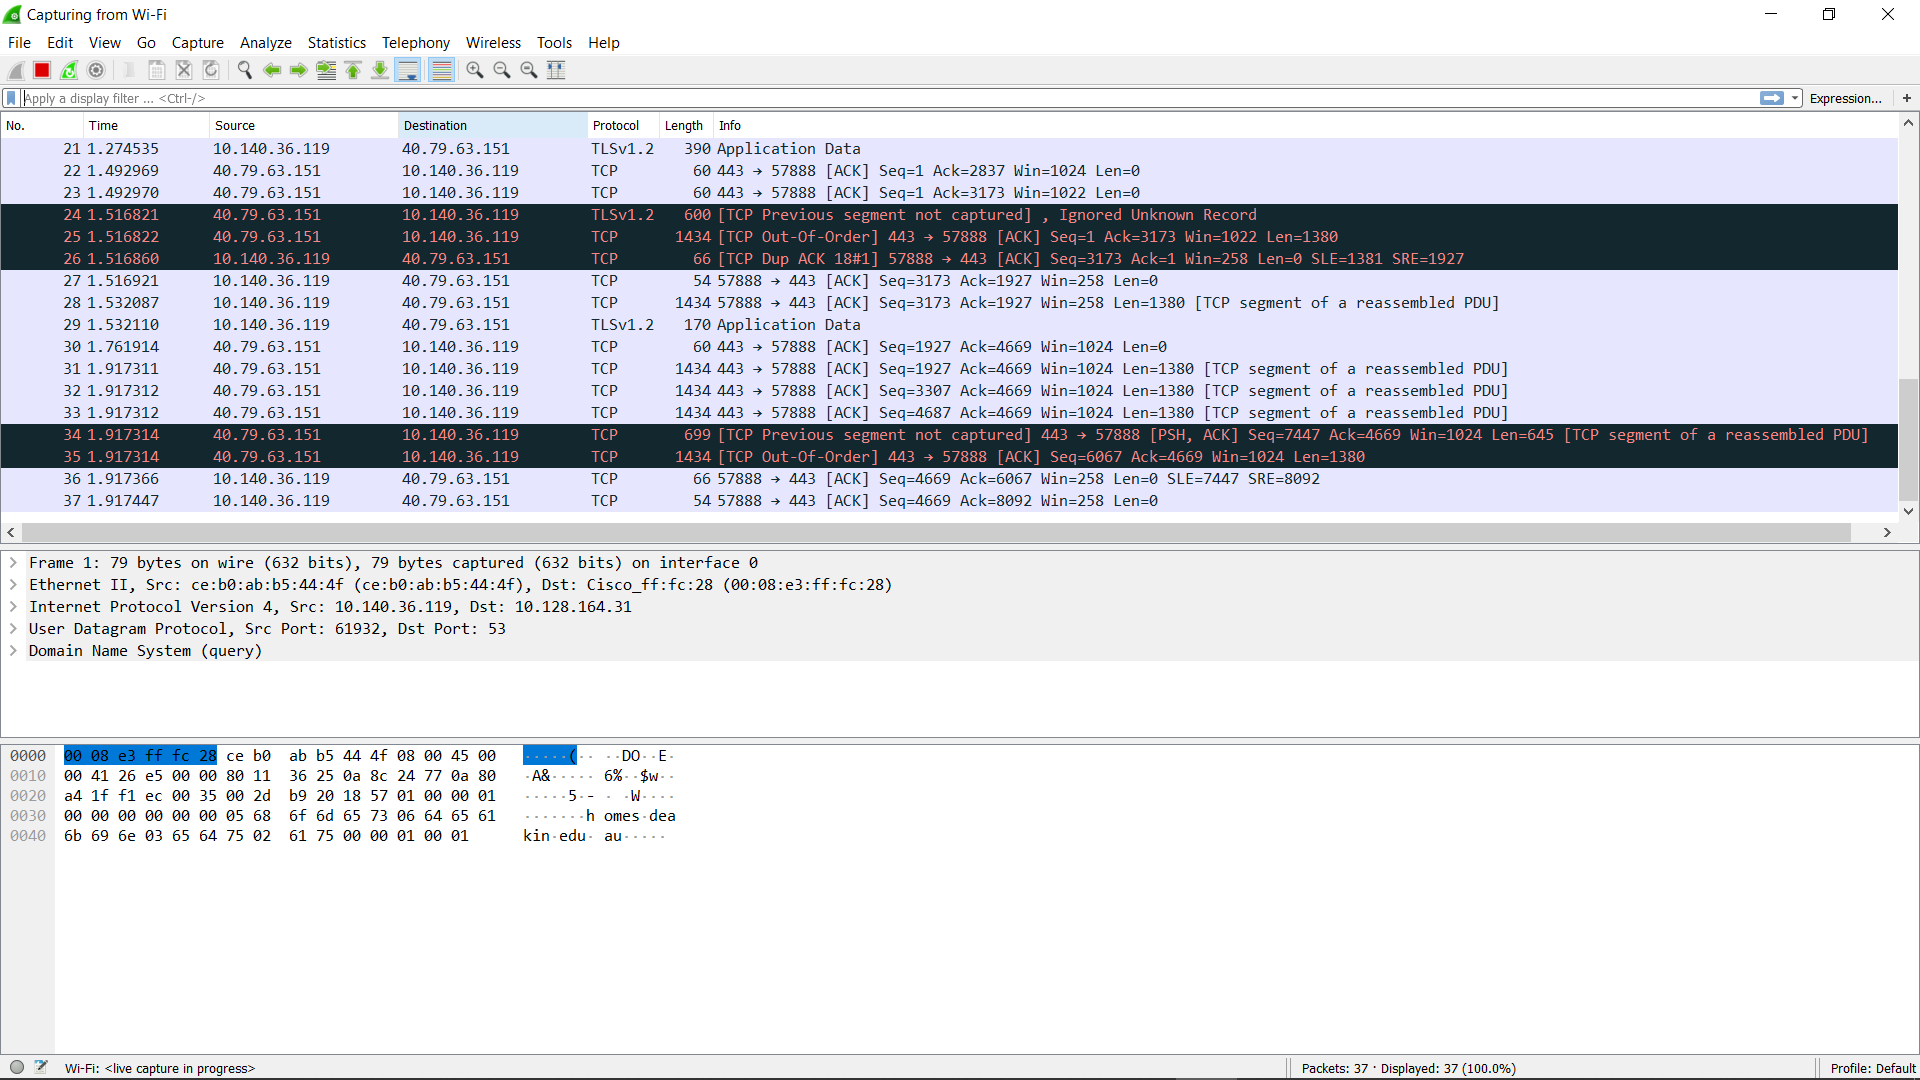 Capturing from Wi-Fi
File Edit View Go Capture Analyze Statistics Telephony Wireless Tools Help
Apply a display filter ... <Ctrl-/> Expression... +
No. Time Source Destination Protocol Length Info
21 1.274535 10.140.36.119 40.79.63.151 TLSv1.2 390 Application Data
22 1.492969 40.79.63.151 10.140.36.119 TCP 60 443 → 57888 [ACK] Seq=1 Ack=2837 Win=1024 Len=0
23 1.492970 40.79.63.151 10.140.36.119 TCP 60 443 → 57888 [ACK] Seq=1 Ack=3173 Win=1022 Len=0
24 1.516821 40.79.63.151 10.140.36.119 TLSv1.2 600 [TCP Previous segment not captured] , Ignored Unknown Record
25 1.516822 40.79.63.151 10.140.36.119 TCP 1434 [TCP Out-Of-Order] 443 → 57888 [ACK] Seq=1 Ack=3173 Win=1022 Len=1380
26 1.516860 10.140.36.119 40.79.63.151 TCP 66 [TCP Dup ACK 18#1] 57888 → 443 [ACK] Seq=3173 Ack=1 Win=258 Len=0 SLE=1381 SRE=1927
27 1.516921 10.140.36.119 40.79.63.151 TCP 54 57888 → 443 [ACK] Seq=3173 Ack=1927 Win=258 Len=0
28 1.532087 10.140.36.119 40.79.63.151 TCP 1434 57888 → 443 [ACK] Seq=3173 Ack=1927 Win=258 Len=1380 [TCP segment of a reassembled PDU]
29 1.532110 10.140.36.119 40.79.63.151 TLSv1.2 170 Application Data
30 1.761914 40.79.63.151 10.140.36.119 TCP 60 443 → 57888 [ACK] Seq=1927 Ack=4669 Win=1024 Len=0
31 1.917311 40.79.63.151 10.140.36.119 TCP 1434 443 → 57888 [ACK] Seq=1927 Ack=4669 Win=1024 Len=1380 [TCP segment of a reassembled PDU]
32 1.917312 40.79.63.151 10.140.36.119 TCP 1434 443 → 57888 [ACK] Seq=3307 Ack=4669 Win=1024 Len=1380 [TCP segment of a reassembled PDU]
33 1.917312 40.79.63.151 10.140.36.119 TCP 1434 443 → 57888 [ACK] Seq=4687 Ack=4669 Win=1024 Len=1380 [TCP segment of a reassembled PDU]
34 1.917314 40.79.63.151 10.140.36.119 TCP 699 [TCP Previous segment not captured] 443 → 57888 [PSH, ACK] Seq=7447 Ack=4669 Win=1024 Len=645 [TCP segment of a reassembled PDU]
35 1.917314 40.79.63.151 10.140.36.119 TCP 1434 [TCP Out-Of-Order] 443 → 57888 [ACK] Seq=6067 Ack=4669 Win=1024 Len=1380
36 1.917366 10.140.36.119 40.79.63.151 TCP 66 57888 → 443 [ACK] Seq=4669 Ack=6067 Win=258 Len=0 SLE=7447 SRE=8092
37 1.917447 10.140.36.119 40.79.63.151 TCP 54 57888 → 443 [ACK] Seq=4669 Ack=8092 Win=258 Len=0
Frame 1: 79 bytes on wire (632 bits), 79 bytes captured (632 bits) on interface 0
Ethernet II, Src: ce:b0:ab:b5:44:4f (ce:b0:ab:b5:44:4f), Dst: Cisco_ff:fc:28 (00:08:e3:ff:fc:28)
Internet Protocol Version 4, Src: 10.140.36.119, Dst: 10.128.164.31
User Datagram Protocol, Src Port: 61932, Dst Port: 53
Domain Name System (query)
0000 00 08 e3 ff fc 28 ce b0 ab b5 44 4f 08 00 45 00 ·····(·· ··DO··E·
0010 00 41 26 e5 00 00 80 11 36 25 0a 8c 24 77 0a 80 ·A&····· 6%··$w··
0020 a4 1f f1 ec 00 35 00 2d b9 20 18 57 01 00 00 01 ·····5·- · ·W····
0030 00 00 00 00 00 00 05 68 6f 6d 65 73 06 64 65 61 ·······h omes·dea
0040 6b 69 6e 03 65 64 75 02 61 75 00 00 01 00 01 kin·edu· au·····
Wi-Fi: <live capture in progress> Packets: 37 · Displayed: 37 (100.0%) Profile: Default